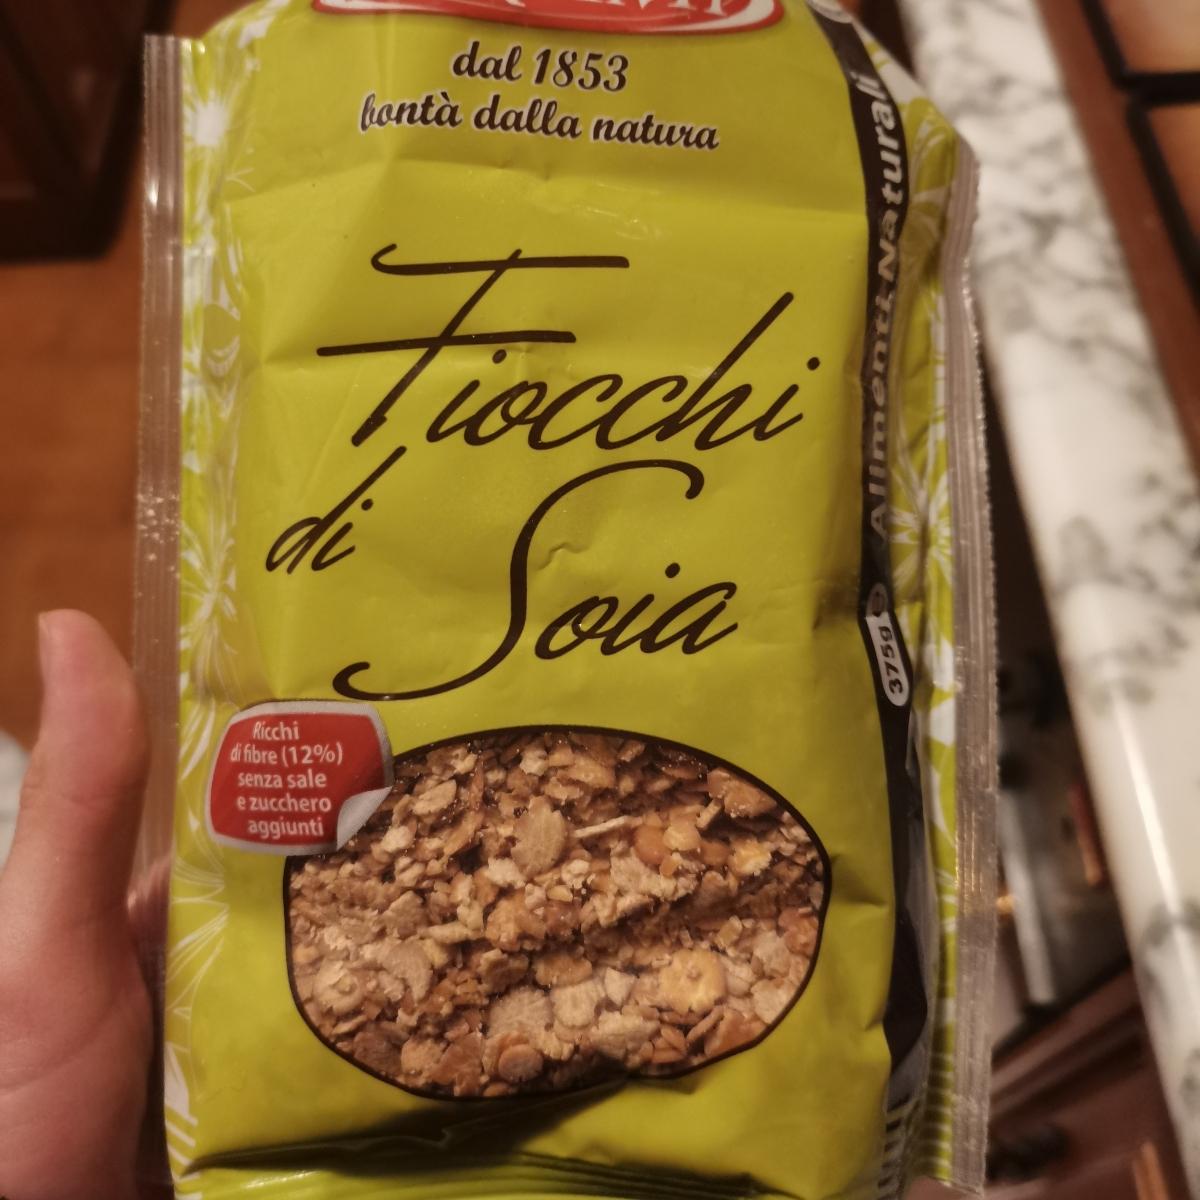 dal 1853
bontà dalla natura
Fiocchi
di
Soia
Ricchi
di fibre (12%)
senza sale
e zucchero
aggiunti
Alimenti Naturali
375g